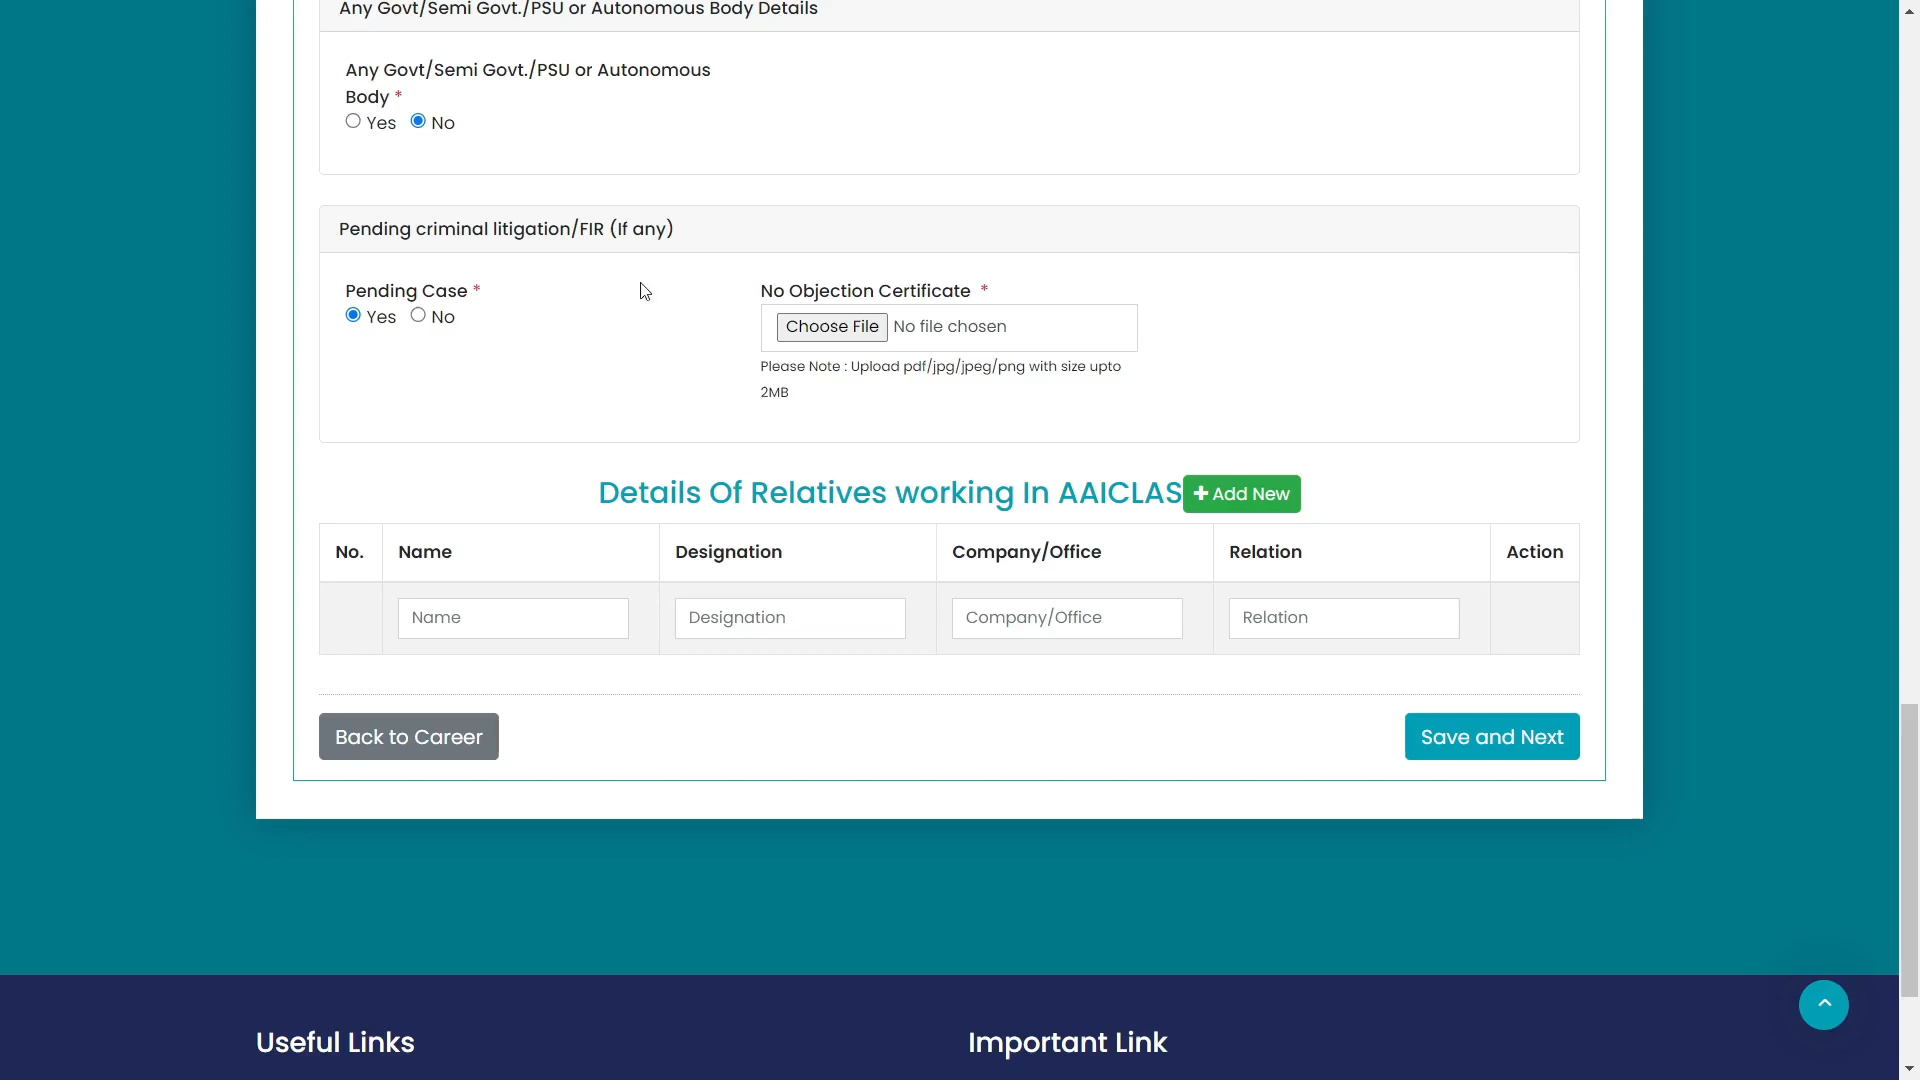 Any Govt/Semi Govt./PSU or Autonomous Body Details
Any Govt/Semi Govt./PSU or Autonomous
Body *
Yes No
Pending criminal litigation/FIR (If any)
Pending Case * No Objection Certificate *
Yes No Choose File No file chosen
Please Note : Upload pdf/jpg/jpeg/png with size upto
2MB
Details Of Relatives working In AAICLAS + Add New
No. Name Designation Company/Office Relation Action
Name Designation Company/Office Relation
Back to Career Save and Next
Useful Links Important Link